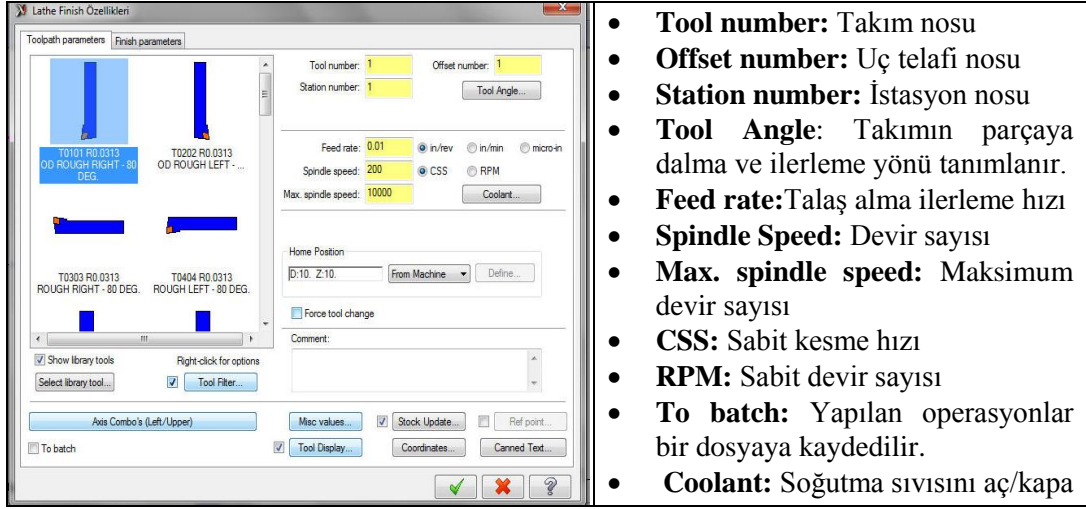 Lathe Finish Özellikleri
Toolpath parameters Finish parameters
T0101 R0.0313
OD ROUGH RIGHT - 80
DEG.
T0202 R0.0313
OD ROUGH LEFT - ...
T0303 R0.0313
ROUGH RIGHT - 80 DEG.
T0404 R0.0313
ROUGH LEFT - 80 DEG.
Show library tools Right-click for options
Select library tool... Tool Filter...
Tool number: 1 Offset number: 1
Station number: 1 Tool Angle...
Feed rate: 0.01 in/rev in/min micro-in
Spindle speed: 200 CSS RPM
Max. spindle speed: 10000 Coolant...
Home Position
D:10. Z:10. From Machine Define...
Force tool change
Comment:
Axis Combo's (Left/Upper) Misc values... Stock Update... Ref point...
To batch Tool Display... Coordinates... Canned Text...
• Tool number: Takım nosu
• Offset number: Uç telafi nosu
• Station number: İstasyon nosu
• Tool Angle: Takımın parçaya
dalma ve ilerleme yönü tanımlanır.
• Feed rate:Talaş alma ilerleme hızı
• Spindle Speed: Devir sayısı
• Max. spindle speed: Maksimum
devir sayısı
• CSS: Sabit kesme hızı
• RPM: Sabit devir sayısı
• To batch: Yapılan operasyonlar
bir dosyaya kaydedilir.
• Coolant: Soğutma sıvısını aç/kapa